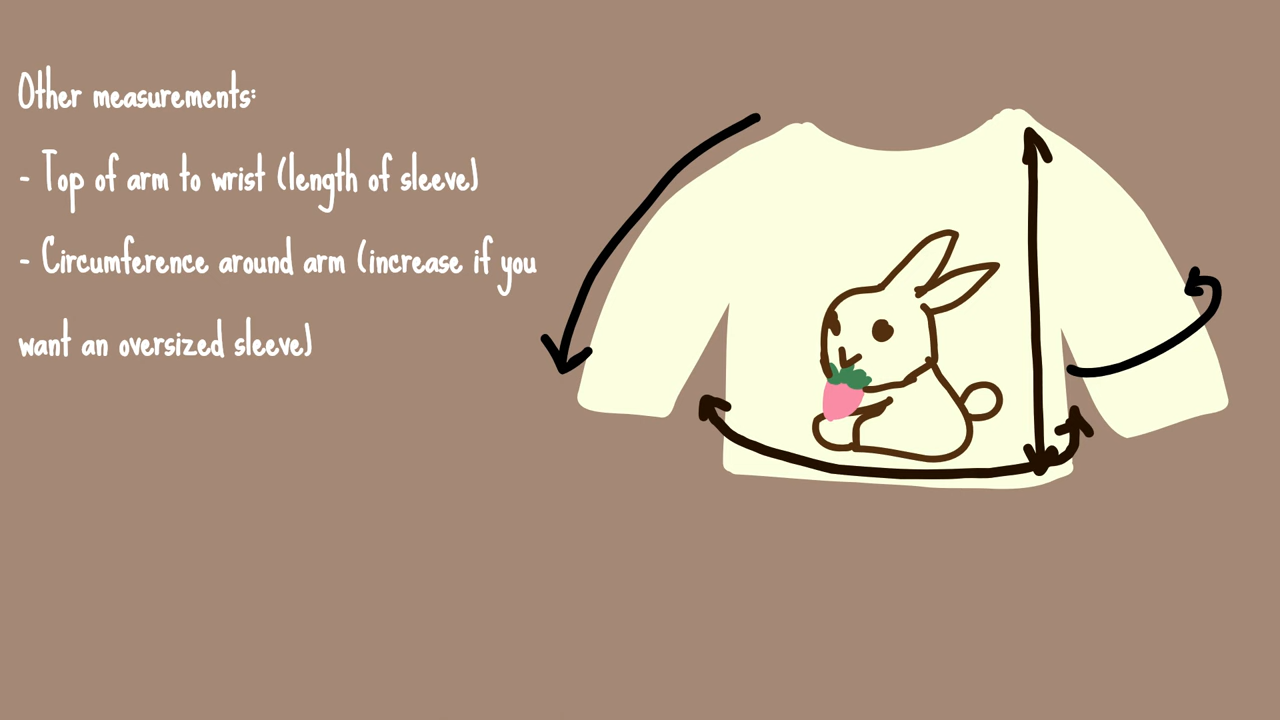 Other measurements:
- Top of arm to wrist (length of sleeve)
- Circumference around arm (increase if you
want an oversized sleeve)